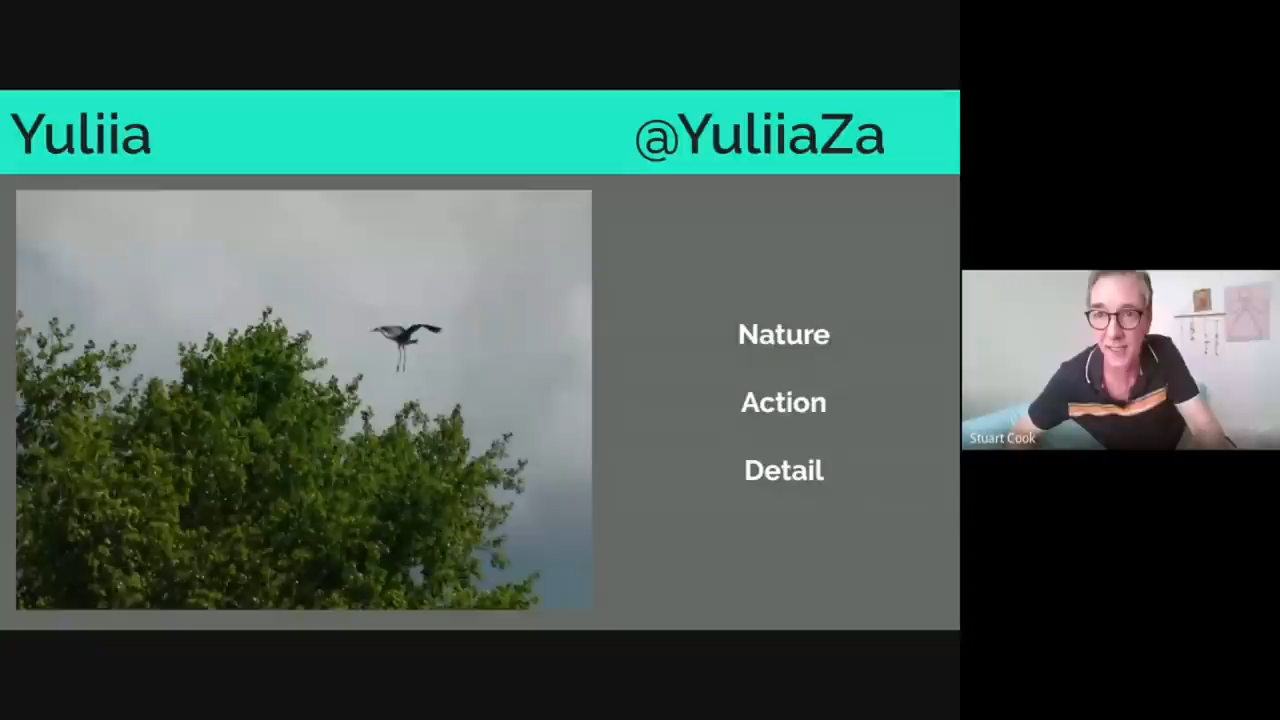 Yuliia
@YuliiaZa
Nature
Action
Detail
Stuart Cook